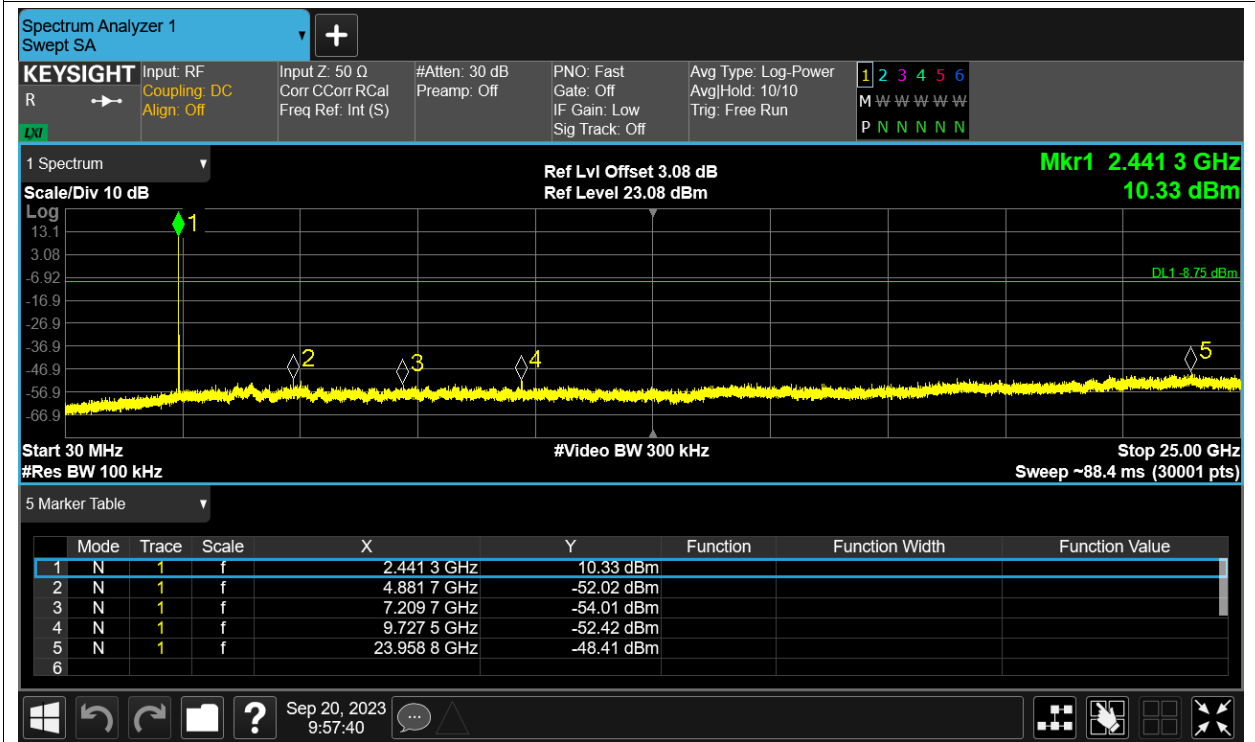 Spectrum Analyzer 1
Swept SA
+
KEYSIGHT
R
LXI
Input: RF
Coupling: DC
Align: Off
Input Z: 50 Ω
Corr CCorr RCal
Freq Ref: Int (S)
#Atten: 30 dB
Preamp: Off
PNO: Fast
Gate: Off
IF Gain: Low
Sig Track: Off
Avg Type: Log-Power
Avg|Hold: 10/10
Trig: Free Run
1 2 3 4 5 6
M W W W W W
P N N N N N
1 Spectrum
Scale/Div 10 dB
Ref Lvl Offset 3.08 dB
Ref Level 23.08 dBm
Mkr1 2.441 3 GHz
10.33 dBm
Log
13.1
3.08
-6.92
-16.9
-26.9
-36.9
-46.9
-56.9
-66.9
1
2
3
4
5
DL1 -8.75 dBm
Start 30 MHz
#Video BW 300 kHz
Stop 25.00 GHz
#Res BW 100 kHz
Sweep ~88.4 ms (30001 pts)
5 Marker Table
Mode Trace Scale X Y Function Function Width Function Value
1 N 1 f 2.441 3 GHz 10.33 dBm
2 N 1 f 4.881 7 GHz -52.02 dBm
3 N 1 f 7.209 7 GHz -54.01 dBm
4 N 1 f 9.727 5 GHz -52.42 dBm
5 N 1 f 23.958 8 GHz -48.41 dBm
6
?
Sep 20, 2023
9:57:40